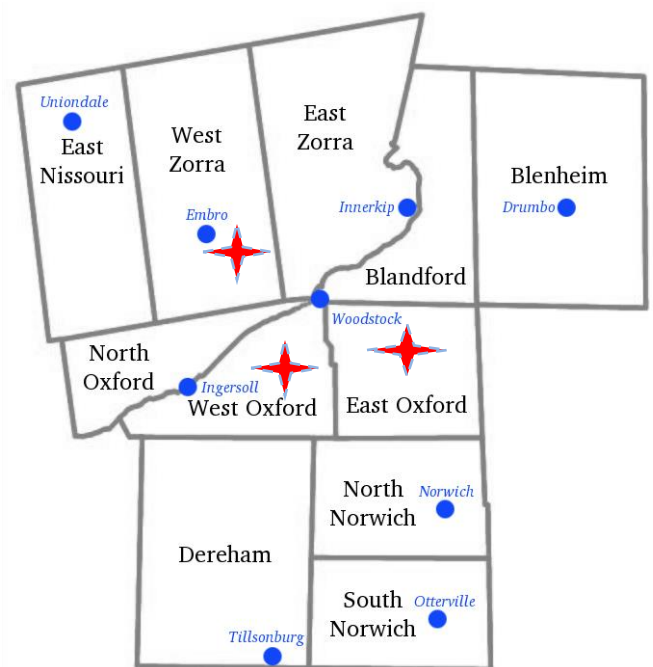 Uniondale
East
Nissouri
West
Zorra
Embro
East
Zorra
Innerkip
Blandford
Blenheim
Drumbo
Woodstock
North
Oxford
Ingersoll
West Oxford
East Oxford
Dereham
Tillsonburg
North
Norwich
Norwich
South
Norwich
Otterville